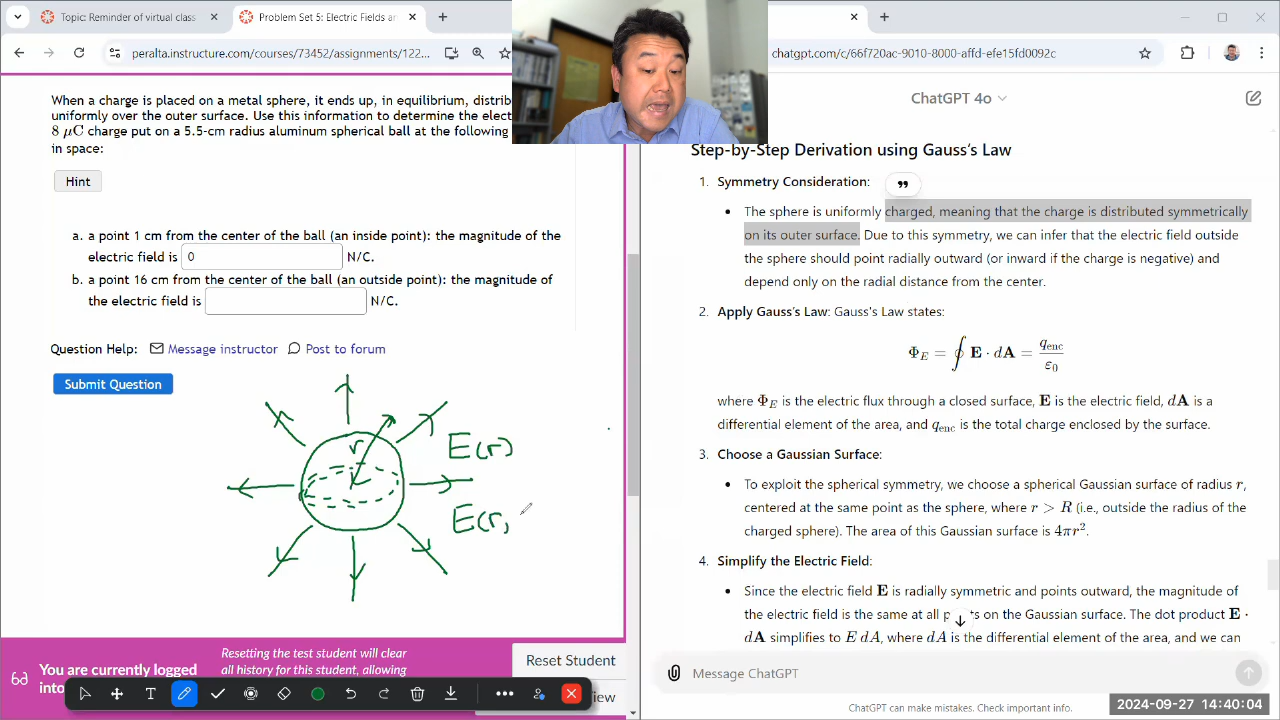 Topic: Reminder of virtual class
Problem Set 5: Electric Fields an
peralta.instructure.com/courses/73452/assignments/122...
chatgpt.com/c/66f720ac-9010-8000-affd-efe15fd0092c
When a charge is placed on a metal sphere, it ends up, in equilibrium, distrib
uniformly over the outer surface. Use this information to determine the elect
8 μC charge put on a 5.5-cm radius aluminum spherical ball at the following
in space:
Hint
a. a point 1 cm from the center of the ball (an inside point): the magnitude of the
electric field is 0 N/C.
b. a point 16 cm from the center of the ball (an outside point): the magnitude of
the electric field is N/C.
Question Help: Message instructor Post to forum
Submit Question
r
E(r)
E(r,
You are currently logged
into
Resetting the test student will clear
all history for this student, allowing
Reset Student
iew
ChatGPT 4o
Step-by-Step Derivation using Gauss's Law
1. Symmetry Consideration:
• The sphere is uniformly charged, meaning that the charge is distributed symmetrically
on its outer surface. Due to this symmetry, we can infer that the electric field outside
the sphere should point radially outward (or inward if the charge is negative) and
depend only on the radial distance from the center.
2. Apply Gauss's Law: Gauss's Law states:
Φ_E = ∮ E · dA = q_enc / ε_0
where Φ_E is the electric flux through a closed surface, E is the electric field, dA is a
differential element of the area, and q_enc is the total charge enclosed by the surface.
3. Choose a Gaussian Surface:
• To exploit the spherical symmetry, we choose a spherical Gaussian surface of radius r,
centered at the same point as the sphere, where r > R (i.e., outside the radius of the
charged sphere). The area of this Gaussian surface is 4πr².
4. Simplify the Electric Field:
• Since the electric field E is radially symmetric and points outward, the magnitude of
the electric field is the same at all p ts on the Gaussian surface. The dot product E ·
dA simplifies to E dA, where dA is the differential element of the area, and we can
Message ChatGPT
ChatGPT can make mistakes. Check important info.
2024-09-27 14:40:04